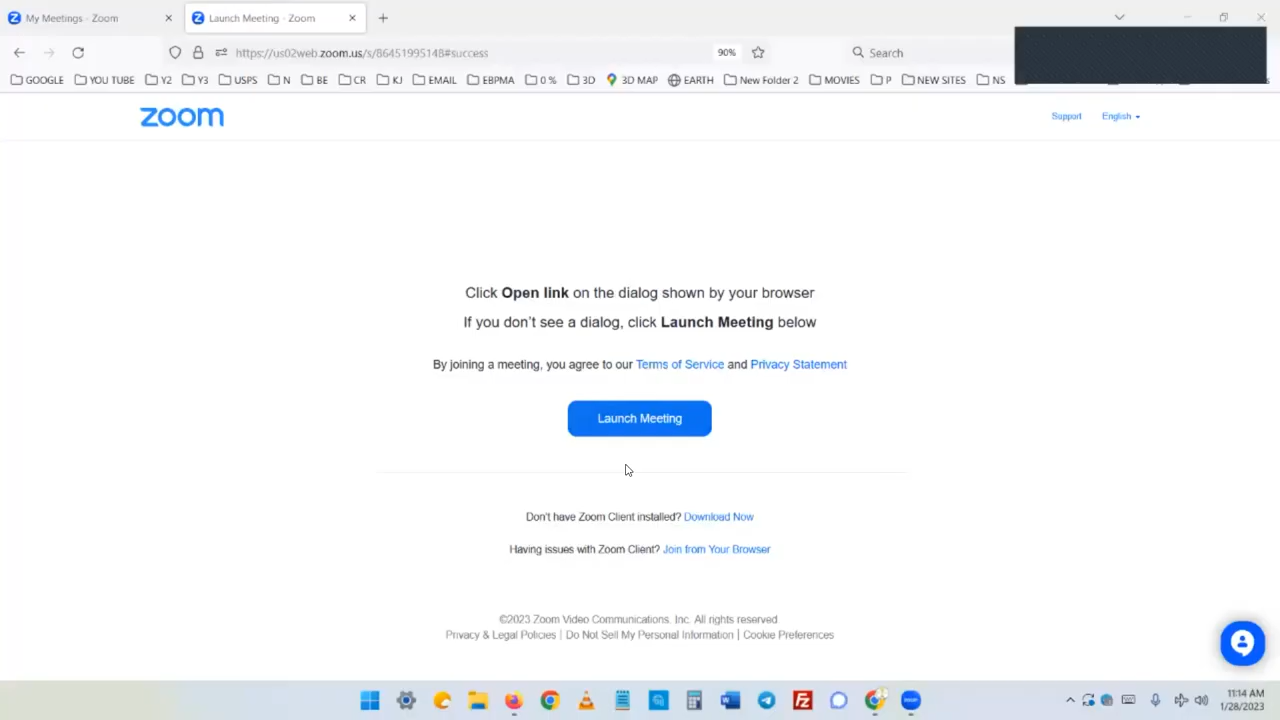 My Meetings - Zoom
Launch Meeting - Zoom
https://us02web.zoom.us/s/86451995148#success
90%
Search
GOOGLE YOU TUBE Y2 Y3 USPS N BE CR KJ EMAIL EBPMA 0 % 3D 3D MAP EARTH New Folder 2 MOVIES P NEW SITES NS
zoom
Support English
Click Open link on the dialog shown by your browser
If you don't see a dialog, click Launch Meeting below
By joining a meeting, you agree to our Terms of Service and Privacy Statement
Launch Meeting
Don't have Zoom Client installed? Download Now
Having issues with Zoom Client? Join from Your Browser
©2023 Zoom Video Communications, Inc. All rights reserved
Privacy & Legal Policies | Do Not Sell My Personal Information | Cookie Preferences
11:14 AM
1/28/2023